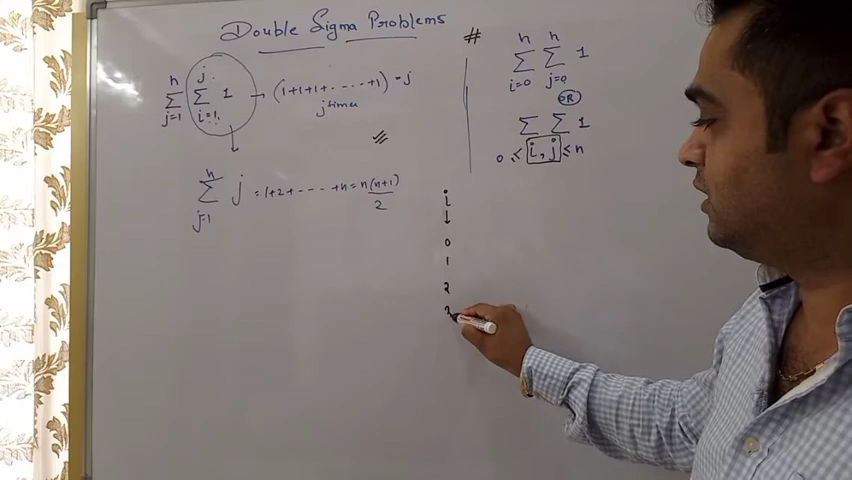 Double Sigma Problems
n j
∑ ∑ 1 → (1+1+1+.....+1) = j
j=1 i=1 j times
n
∑ j = 1+2+-----+n = n(n+1)
j=1 2
#
n n
∑ ∑ 1
i=0 j=0
OR
∑ ∑ 1
0 ≤ i, j ≤ n
i
↓
0
1
2
3